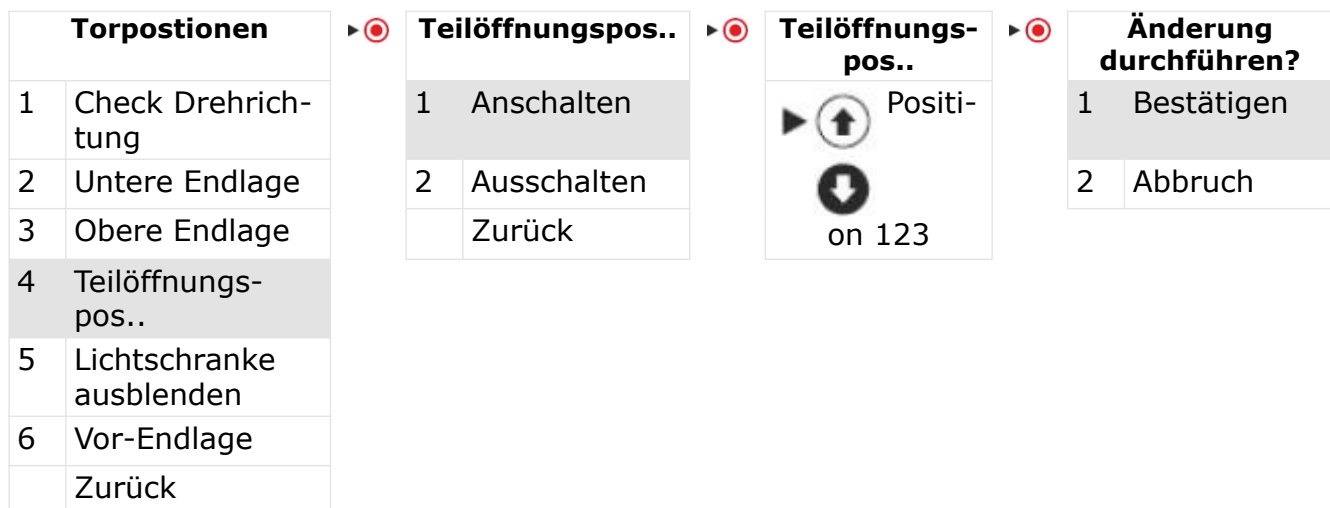 Torpostionen
1 Check Drehrich-
tung
2 Untere Endlage
3 Obere Endlage
4 Teilöffnungs-
pos..
5 Lichtschranke
ausblenden
6 Vor-Endlage
Zurück
Teilöffnungspos..
1 Anschalten
2 Ausschalten
Zurück
Teilöffnungs-
pos..
Positi-
on 123
Änderung
durchführen?
1 Bestätigen
2 Abbruch